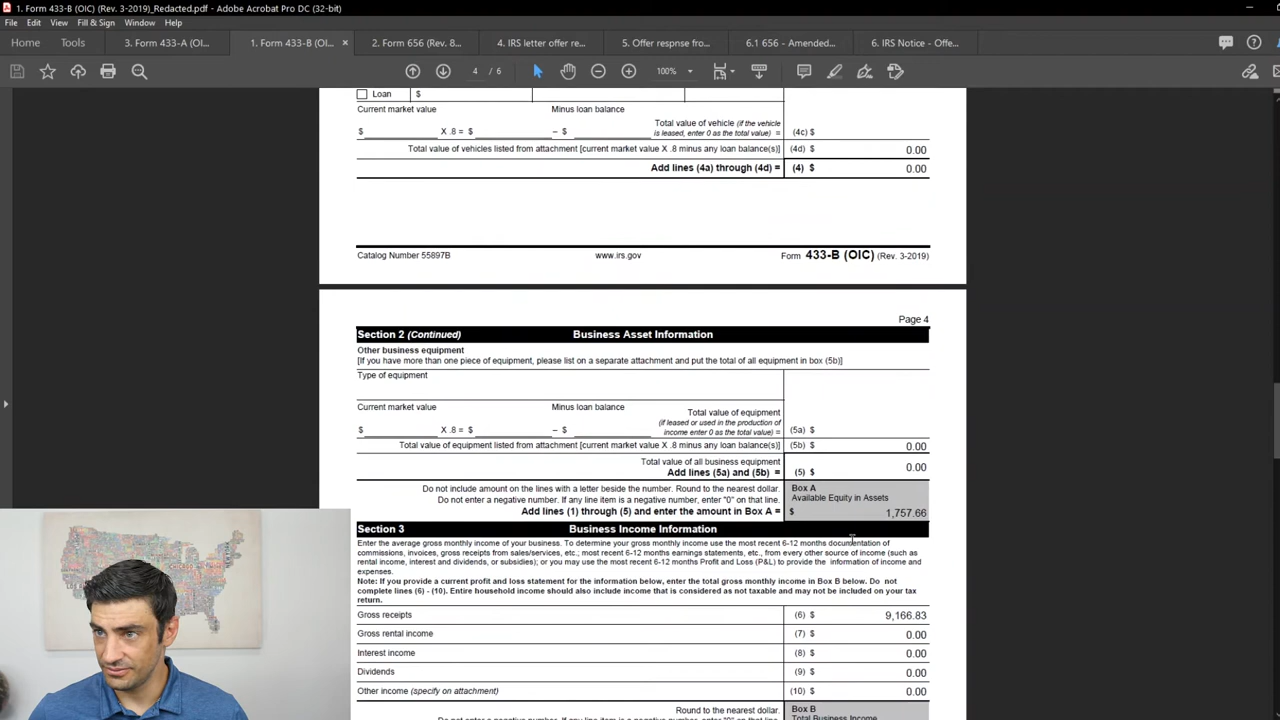 1. Form 433-B (OIC) (Rev. 3-2019)_Redacted.pdf - Adobe Acrobat Pro DC (32-bit)
File Edit View Fill & Sign Window Help
Home Tools 3. Form 433-A (OI... 1. Form 433-B (OI... × 2. Form 656 (Rev. 8... 4. IRS letter offer re... 5. Offer respnse fro... 6.1 656 - Amended... 6. IRS Notice - Offe...
4 / 6 100%
Loan $
Current market value Minus loan balance
Total value of vehicle (if the vehicle
is leased, enter 0 as the total value) =
$ X .8 = $ – $ (4c) $
Total value of vehicles listed from attachment [current market value X .8 minus any loan balance(s)] (4d) $ 0.00
Add lines (4a) through (4d) = (4) $ 0.00
Catalog Number 55897B www.irs.gov Form 433-B (OIC) (Rev. 3-2019)
Page 4
Section 2 (Continued) Business Asset Information
Other business equipment
[If you have more than one piece of equipment, please list on a separate attachment and put the total of all equipment in box (5b)]
Type of equipment
Current market value Minus loan balance
Total value of equipment
(if leased or used in the production of
income enter 0 as the total value) =
$ X .8 = $ – $ (5a) $
Total value of equipment listed from attachment [current market value X .8 minus any loan balance(s)] (5b) $ 0.00
Total value of all business equipment
Add lines (5a) and (5b) = (5) $ 0.00
Do not include amount on the lines with a letter beside the number. Round to the nearest dollar.
Do not enter a negative number. If any line item is a negative number, enter "0" on that line.
Add lines (1) through (5) and enter the amount in Box A =
Box A
Available Equity in Assets
$ 1,757.66
Section 3 Business Income Information
Enter the average gross monthly income of your business. To determine your gross monthly income use the most recent 6-12 months documentation of
commissions, invoices, gross receipts from sales/services, etc.; most recent 6-12 months earnings statements, etc., from every other source of income (such as
rental income, interest and dividends, or subsidies); or you may use the most recent 6-12 months Profit and Loss (P&L) to provide the information of income and
expenses.
Note: If you provide a current profit and loss statement for the information below, enter the total gross monthly income in Box B below. Do not
complete lines (6) - (10). Entire household income should also include income that is considered as not taxable and may not be included on your tax
return.
Gross receipts (6) $ 9,166.83
Gross rental income (7) $ 0.00
Interest income (8) $ 0.00
Dividends (9) $ 0.00
Other income (specify on attachment) (10) $ 0.00
Round to the nearest dollar.
Box B
Total Business Income
CHICAGO